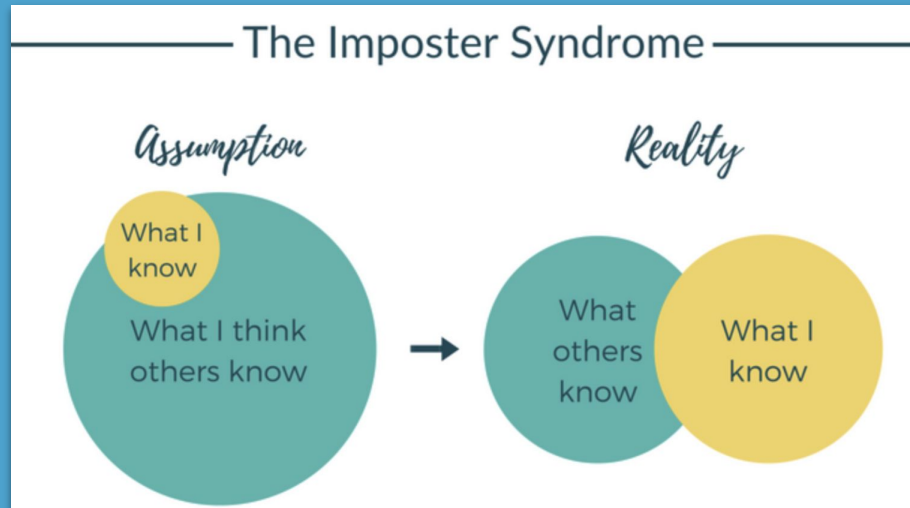 The Imposter Syndrome
Assumption
Reality
What I
know
What I think
others know
What
others
know
What I
know